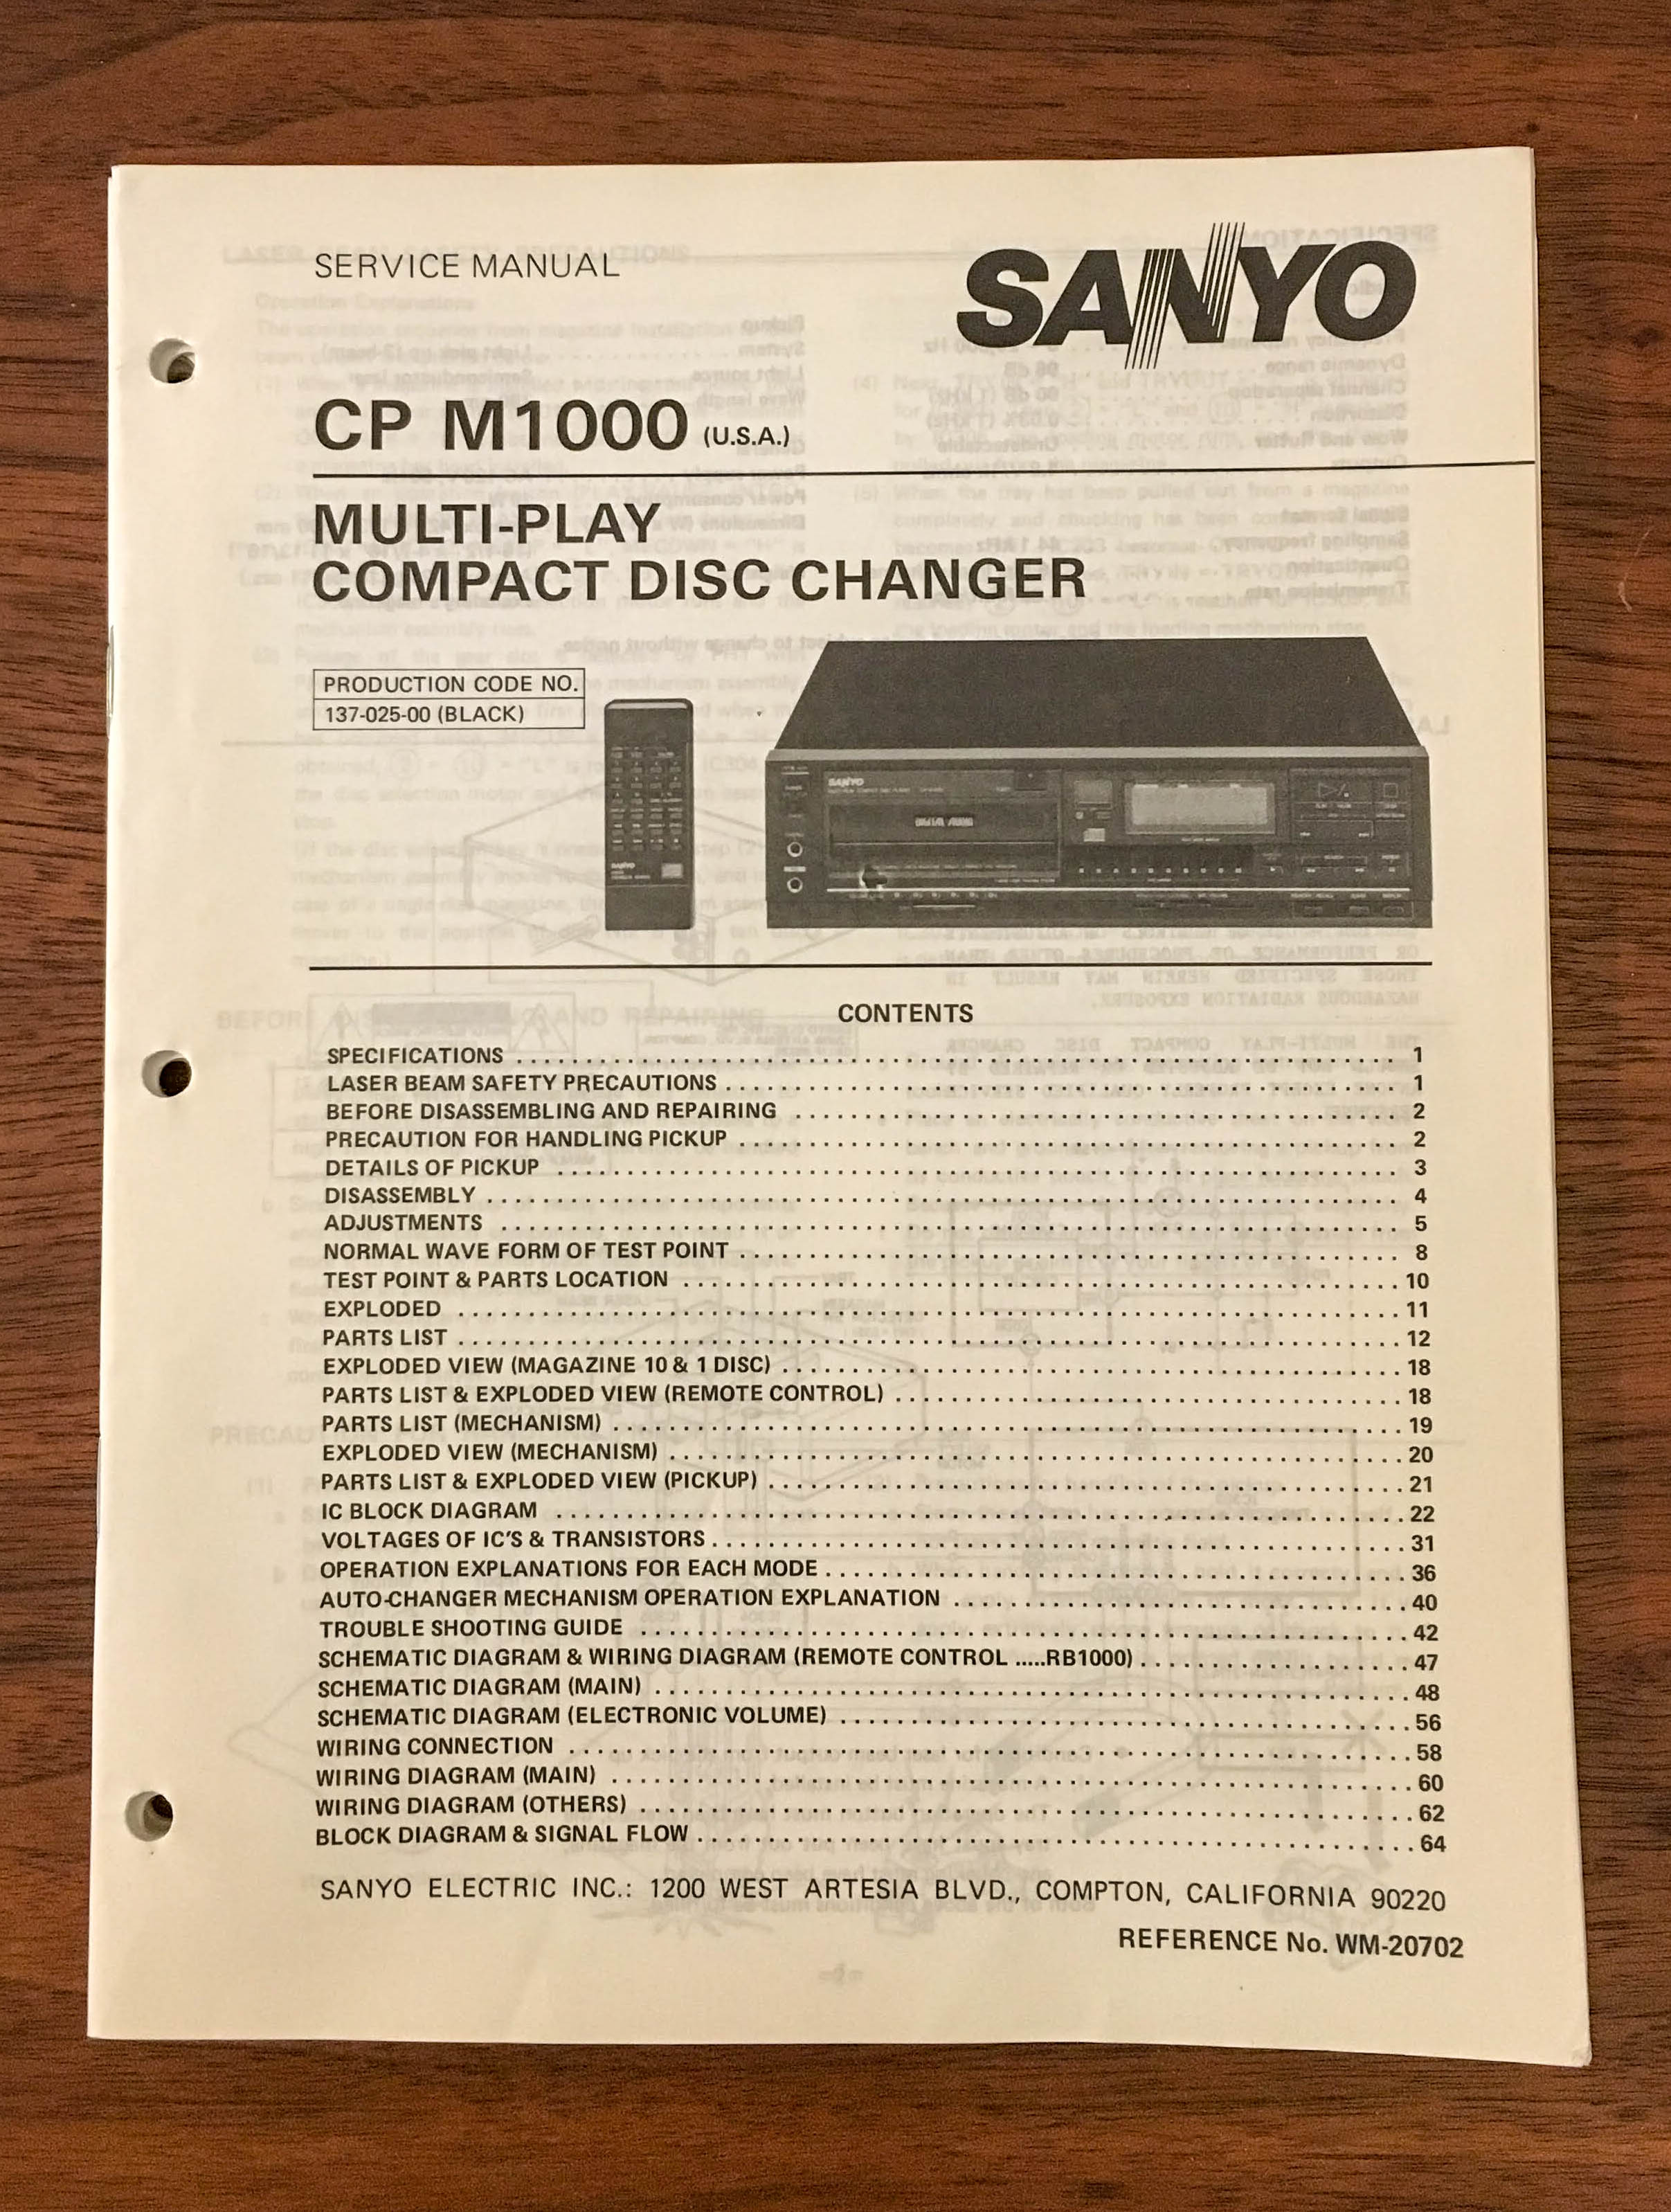 SERVICE MANUAL
SANYO
CP M1000 (U.S.A.)
MULTI-PLAY
COMPACT DISC CHANGER
PRODUCTION CODE NO.
137-025-00 (BLACK)
SANYO
SANYO
CONTENTS
SPECIFICATIONS . . . . . . . . . . 1
LASER BEAM SAFETY PRECAUTIONS . . . . . . . . . . 1
BEFORE DISASSEMBLING AND REPAIRING . . . . . . . . . . 2
PRECAUTION FOR HANDLING PICKUP . . . . . . . . . . 2
DETAILS OF PICKUP . . . . . . . . . . 3
DISASSEMBLY . . . . . . . . . . 4
ADJUSTMENTS . . . . . . . . . . 5
NORMAL WAVE FORM OF TEST POINT . . . . . . . . . . 8
TEST POINT & PARTS LOCATION . . . . . . . . . . 10
EXPLODED . . . . . . . . . . 11
PARTS LIST . . . . . . . . . . 12
EXPLODED VIEW (MAGAZINE 10 & 1 DISC) . . . . . . . . . . 18
PARTS LIST & EXPLODED VIEW (REMOTE CONTROL) . . . . . . . . . . 18
PARTS LIST (MECHANISM) . . . . . . . . . . 19
EXPLODED VIEW (MECHANISM) . . . . . . . . . . 20
PARTS LIST & EXPLODED VIEW (PICKUP) . . . . . . . . . . 21
IC BLOCK DIAGRAM . . . . . . . . . . 22
VOLTAGES OF IC'S & TRANSISTORS . . . . . . . . . . 31
OPERATION EXPLANATIONS FOR EACH MODE . . . . . . . . . . 36
AUTO-CHANGER MECHANISM OPERATION EXPLANATION . . . . . . . . . . 40
TROUBLE SHOOTING GUIDE . . . . . . . . . . 42
SCHEMATIC DIAGRAM & WIRING DIAGRAM (REMOTE CONTROL .....RB1000) . . . . . . . . . . 47
SCHEMATIC DIAGRAM (MAIN) . . . . . . . . . . 48
SCHEMATIC DIAGRAM (ELECTRONIC VOLUME) . . . . . . . . . . 56
WIRING CONNECTION . . . . . . . . . . 58
WIRING DIAGRAM (MAIN) . . . . . . . . . . 60
WIRING DIAGRAM (OTHERS) . . . . . . . . . . 62
BLOCK DIAGRAM & SIGNAL FLOW . . . . . . . . . . 64
SANYO ELECTRIC INC.: 1200 WEST ARTESIA BLVD., COMPTON, CALIFORNIA 90220
REFERENCE No. WM-20702